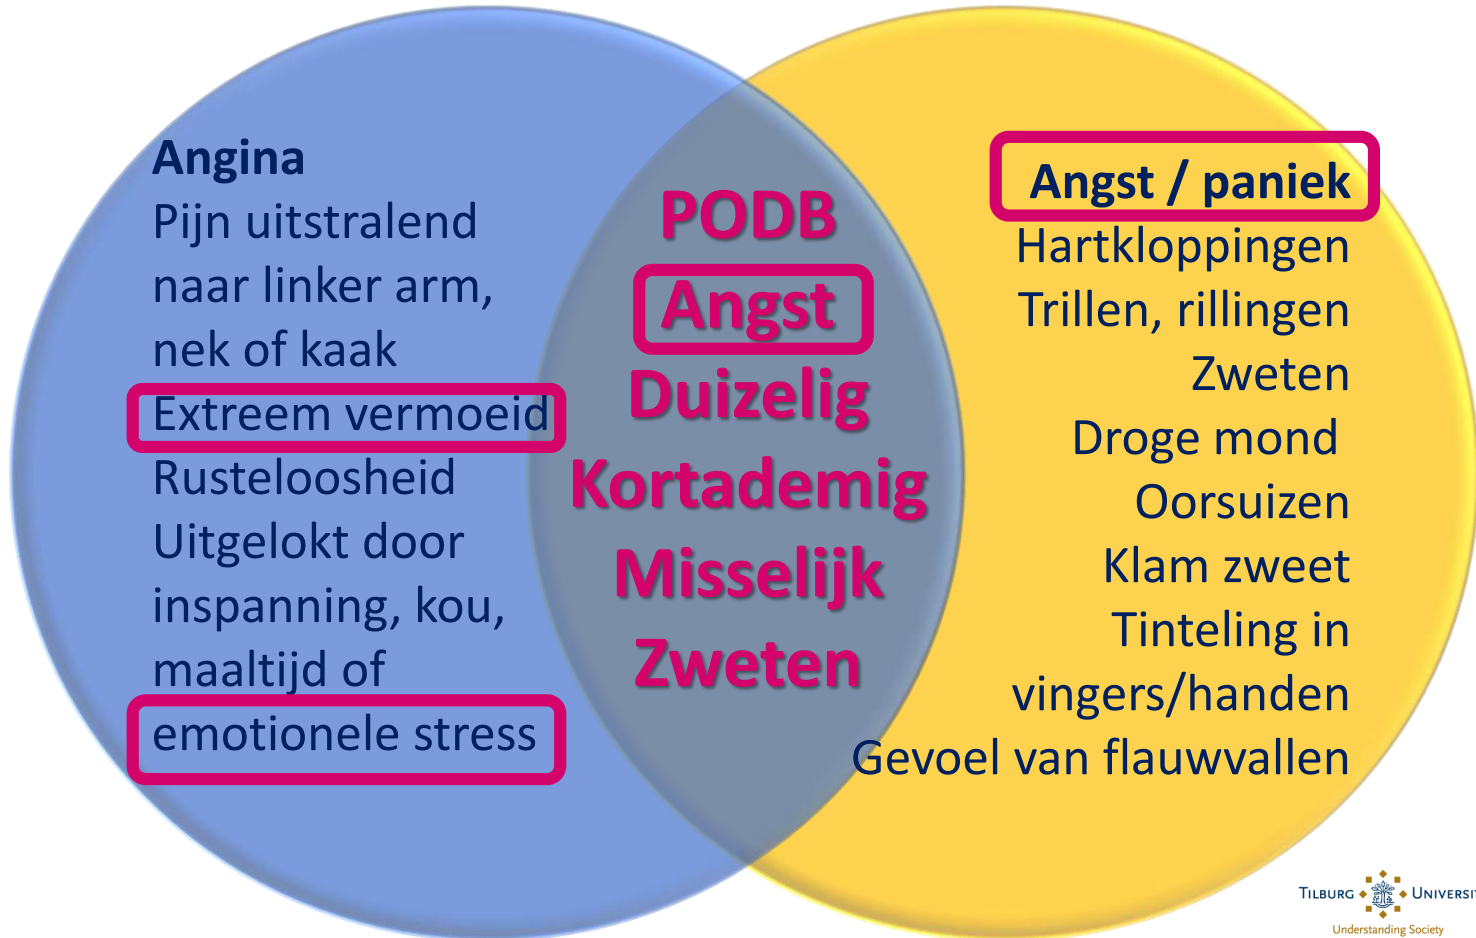 Angina
Pijn uitstralend
naar linker arm,
nek of kaak
Extreem vermoeid
Rusteloosheid
Uitgelokt door
inspanning, kou,
maaltijd of
emotionele stress
PODB
Angst
Duizelig
Kortademig
Misselijk
Zweten
Angst / paniek
Hartkloppingen
Trillen, rillingen
Zweten
Droge mond
Oorsuizen
Klam zweet
Tinteling in
vingers/handen
Gevoel van flauwvallen
TILBURG UNIVERSI
Understanding Society